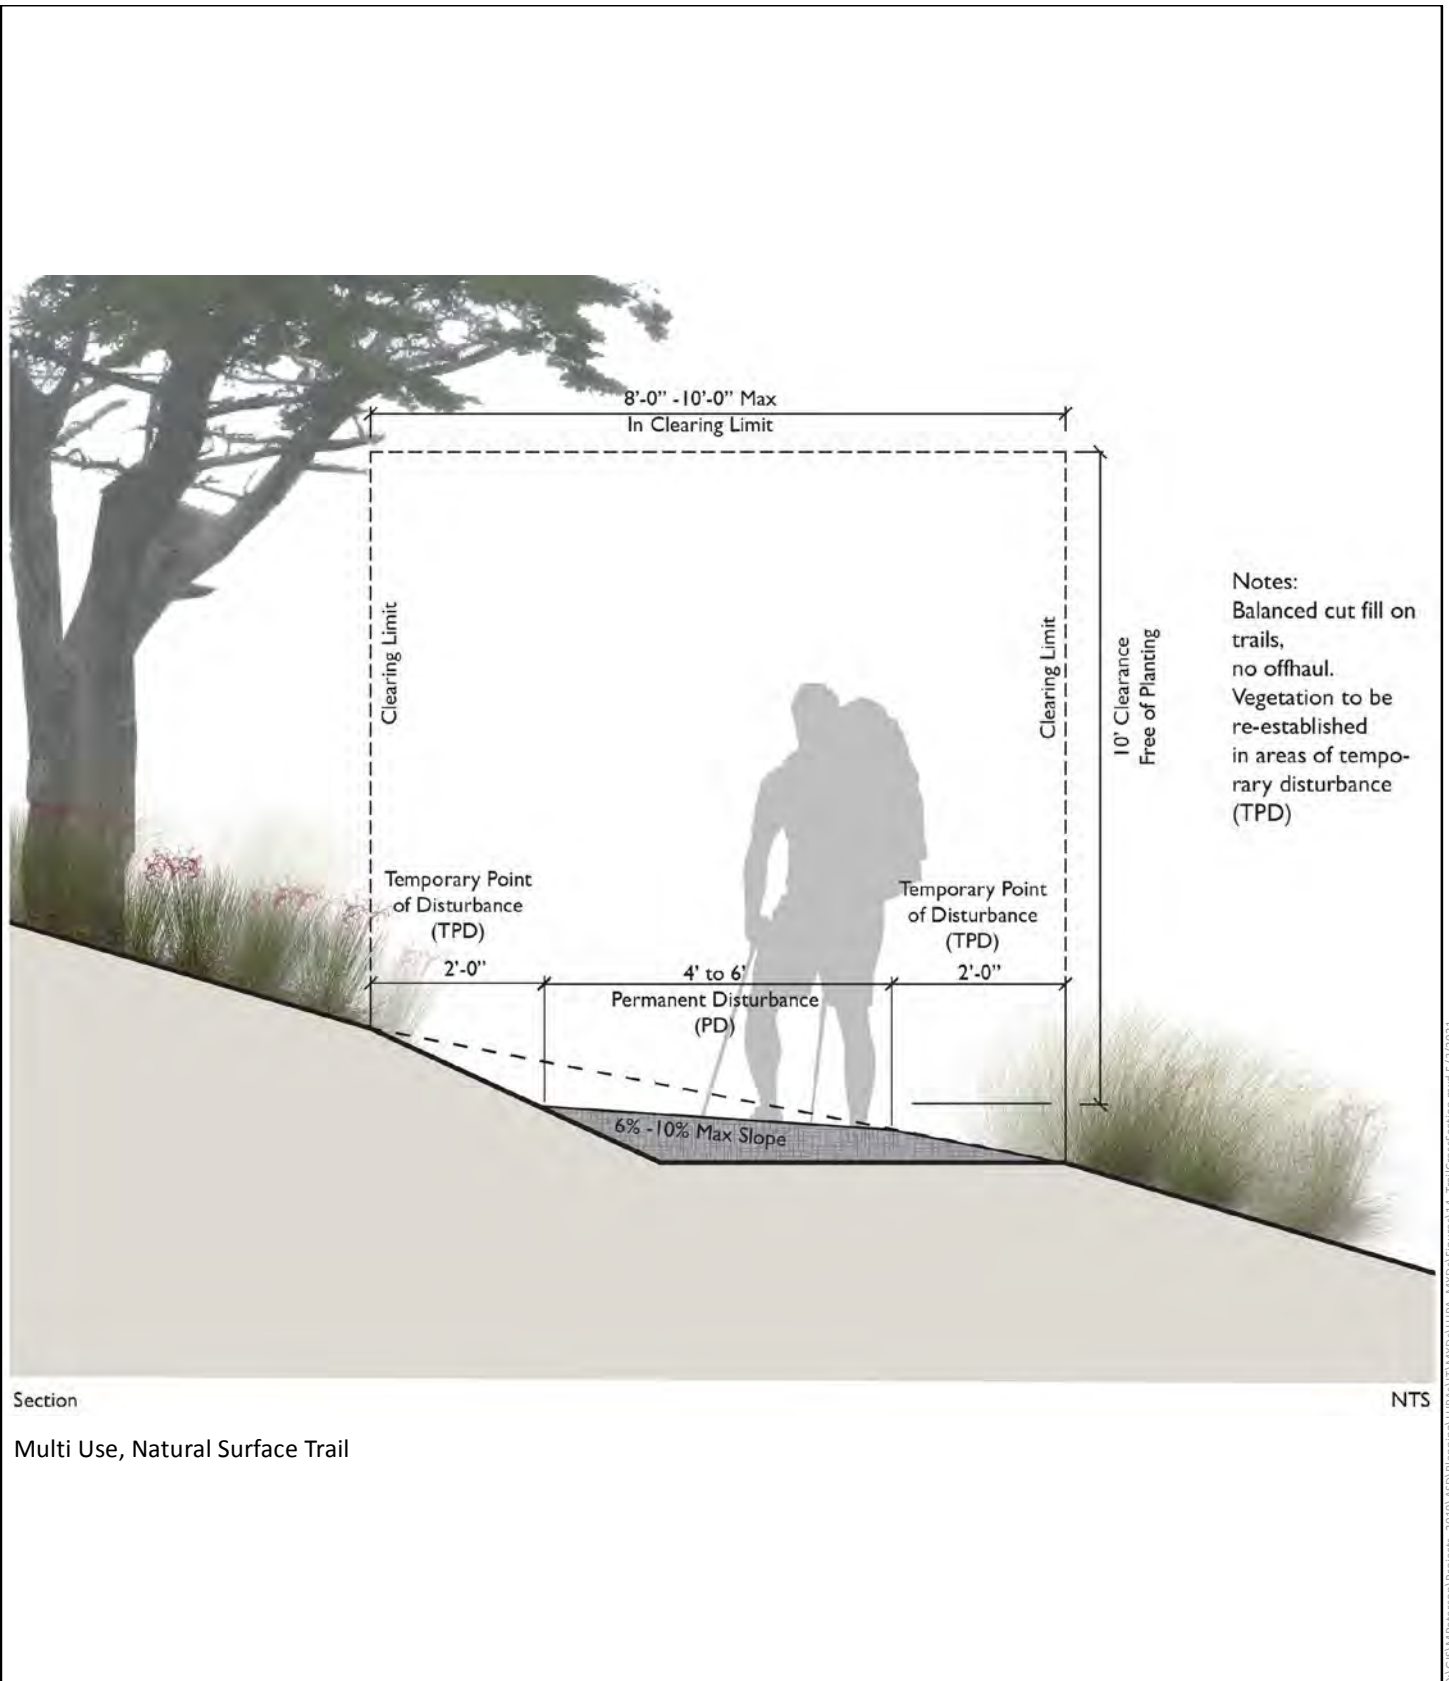 8'-0" -10'-0" Max
In Clearing Limit
Clearing Limit
Clearing Limit
10' Clearance
Free of Planting
Notes:
Balanced cut fill on
trails,
no offhaul.
Vegetation to be
re-established
in areas of tempo-
rary disturbance
(TPD)
Temporary Point
of Disturbance
(TPD)
2'-0"
4' to 6'
Permanent Disturbance
(PD)
Temporary Point
of Disturbance
(TPD)
2'-0"
6% -10% Max Slope
Section
NTS
Multi Use, Natural Surface Trail